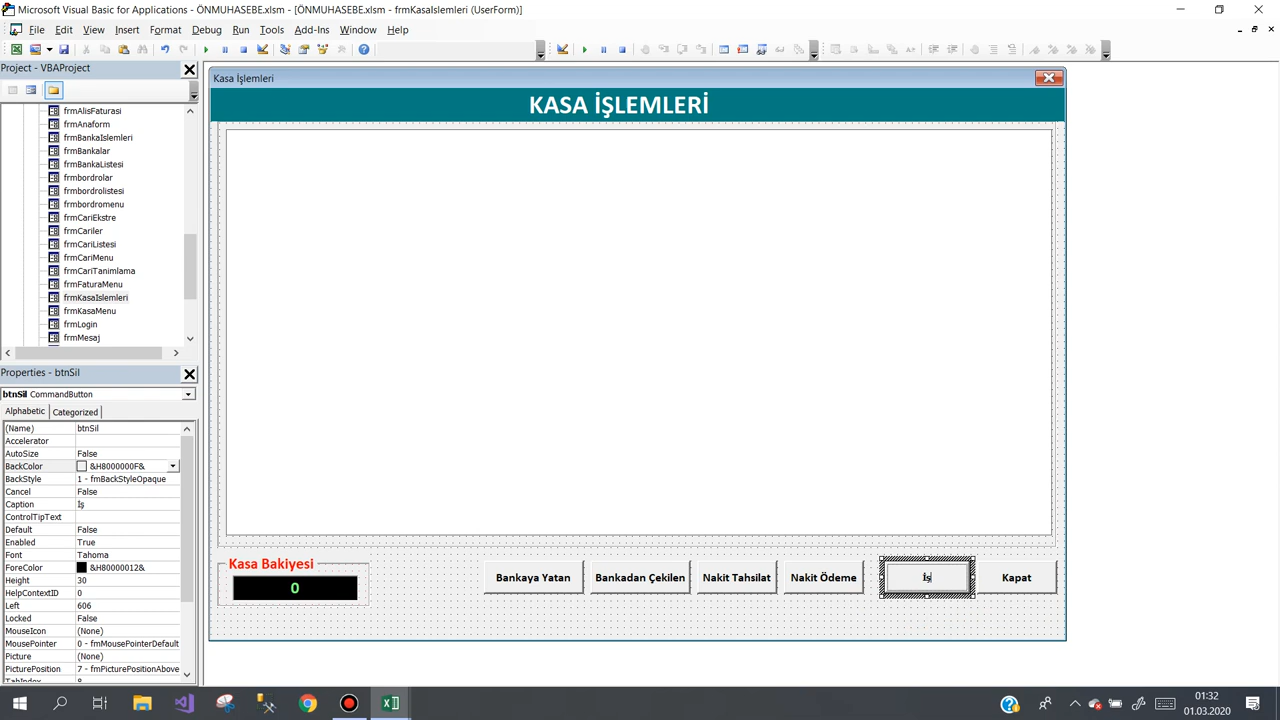 Microsoft Visual Basic for Applications - ÖNMUHASEBE.xlsm - [ÖNMUHASEBE.xlsm - frmKasaIslemleri (UserForm)]
File Edit View Insert Format Debug Run Tools Add-Ins Window Help
Project - VBAProject
frmAlisFaturasi
frmAnaform
frmBankaIslemleri
frmBankalar
frmBankaListesi
frmbordrolar
frmbordrolistesi
frmbordromenu
frmCariEkstre
frmCariler
frmCariListesi
frmCariMenu
frmCariTanimlama
frmFaturaMenu
frmKasaIslemleri
frmKasaMenu
frmLogin
frmMesaj
Properties - btnSil
btnSil CommandButton
Alphabetic Categorized
(Name) btnSil
Accelerator
AutoSize False
BackColor &H8000000F&
BackStyle 1 - fmBackStyleOpaque
Cancel False
Caption İş
ControlTipText
Default False
Enabled True
Font Tahoma
ForeColor &H80000012&
Height 30
HelpContextID 0
Left 606
Locked False
MouseIcon (None)
MousePointer 0 - fmMousePointerDefault
Picture (None)
PicturePosition 7 - fmPicturePositionAbove
Kasa İşlemleri
KASA İŞLEMLERİ
Kasa Bakiyesi
0
Bankaya Yatan Bankadan Çekilen Nakit Tahsilat Nakit Ödeme İş Kapat
01:32
01.03.2020